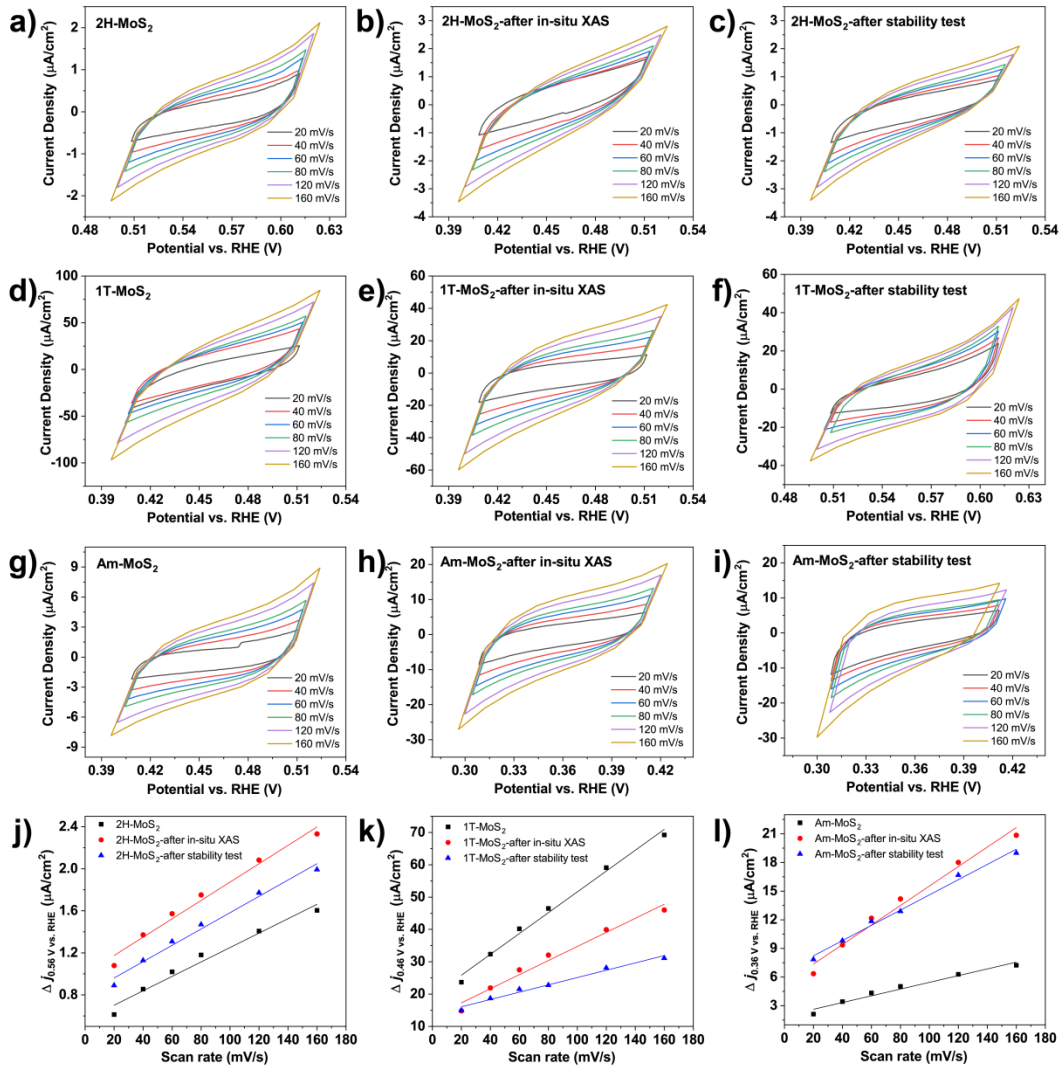 a)
2H-MoS₂
Current Density (μA/cm²)
2
1
0
-1
-2
20 mV/s
40 mV/s
60 mV/s
80 mV/s
120 mV/s
160 mV/s
0.48 0.51 0.54 0.57 0.60 0.63
Potential vs. RHE (V)
b)
2H-MoS₂-after in-situ XAS
Current Density (μA/cm²)
3
2
1
0
-1
-2
-3
-4
20 mV/s
40 mV/s
60 mV/s
80 mV/s
120 mV/s
160 mV/s
0.39 0.42 0.45 0.48 0.51 0.54
Potential vs. RHE (V)
c)
2H-MoS₂-after stability test
Current Density (μA/cm²)
3
2
1
0
-1
-2
-3
-4
20 mV/s
40 mV/s
60 mV/s
80 mV/s
120 mV/s
160 mV/s
0.39 0.42 0.45 0.48 0.51 0.54
Potential vs. RHE (V)
d)
1T-MoS₂
Current Density (μA/cm²)
100
50
0
-50
-100
20 mV/s
40 mV/s
60 mV/s
80 mV/s
120 mV/s
160 mV/s
0.39 0.42 0.45 0.48 0.51 0.54
Potential vs. RHE (V)
e)
1T-MoS₂-after in-situ XAS
Current Density (μA/cm²)
60
40
20
0
-20
-40
-60
20 mV/s
40 mV/s
60 mV/s
80 mV/s
120 mV/s
160 mV/s
0.39 0.42 0.45 0.48 0.51 0.54
Potential vs. RHE (V)
f)
1T-MoS₂-after stability test
Current Density (μA/cm²)
60
40
20
0
-20
-40
20 mV/s
40 mV/s
60 mV/s
80 mV/s
120 mV/s
160 mV/s
0.48 0.51 0.54 0.57 0.60 0.63
Potential vs. RHE (V)
g)
Am-MoS₂
Current Density (μA/cm²)
9
6
3
0
-3
-6
-9
20 mV/s
40 mV/s
60 mV/s
80 mV/s
120 mV/s
160 mV/s
0.39 0.42 0.45 0.48 0.51 0.54
Potential vs. RHE (V)
h)
Am-MoS₂-after in-situ XAS
Current Density (μA/cm²)
20
10
0
-10
-20
-30
20 mV/s
40 mV/s
60 mV/s
80 mV/s
120 mV/s
160 mV/s
0.30 0.33 0.36 0.39 0.42
Potential vs. RHE (V)
i)
Am-MoS₂-after stability test
Current Density (μA/cm²)
20
10
0
-10
-20
-30
20 mV/s
40 mV/s
60 mV/s
80 mV/s
120 mV/s
160 mV/s
0.30 0.33 0.36 0.39 0.42
Potential vs. RHE (V)
j)
2H-MoS₂
2H-MoS₂-after in-situ XAS
2H-MoS₂-after stability test
Δ j₀.₅₆ V vs. RHE (μA/cm²)
2.4
2.0
1.6
1.2
0.8
0 20 40 60 80 100 120 140 160 180
Scan rate (mV/s)
k)
1T-MoS₂
1T-MoS₂-after in-situ XAS
1T-MoS₂-after stability test
Δ j₀.₄₆ V vs. RHE (μA/cm²)
70
60
50
40
30
20
10
0 20 40 60 80 100 120 140 160 180
Scan rate (mV/s)
l)
Am-MoS₂
Am-MoS₂-after in-situ XAS
Am-MoS₂-after stability test
Δ j₀.₃₆ V vs. RHE (μA/cm²)
21
18
15
12
9
6
3
0 20 40 60 80 100 120 140 160 180
Scan rate (mV/s)